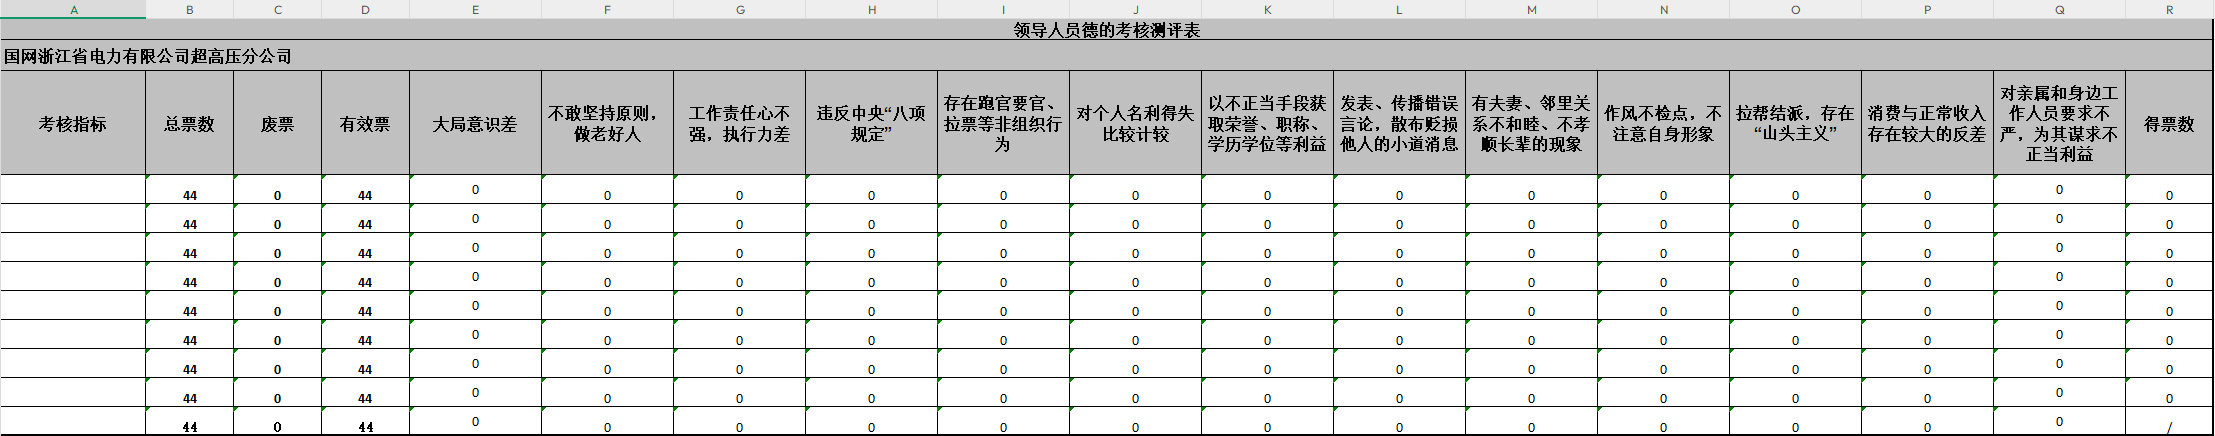 A B C D E F G H I J K L M N O P Q R
领导人员德的考核测评表
国网浙江省电力有限公司超高压分公司
考核指标
总票数
废票
有效票
大局意识差
不敢坚持原则，
做老好人
工作责任心不
强，执行力差
违反中央“八项
规定”
存在跑官要官、
拉票等非组织行
为
对个人名利得失
比较计较
以不正当手段获
取荣誉、职称、
学历学位等利益
发表、传播错误
言论，散布贬损
他人的小道消息
有夫妻、邻里关
系不和睦、不孝
顺长辈的现象
作风不检点，不
注意自身形象
拉帮结派，存在
“山头主义”
消费与正常收入
存在较大的反差
对亲属和身边工
作人员要求不
严，为其谋求不
正当利益
得票数
44 0 44 0 0 0 0 0 0 0 0 0 0 0 0 0 0
44 0 44 0 0 0 0 0 0 0 0 0 0 0 0 0 0
44 0 44 0 0 0 0 0 0 0 0 0 0 0 0 0 0
44 0 44 0 0 0 0 0 0 0 0 0 0 0 0 0 0
44 0 44 0 0 0 0 0 0 0 0 0 0 0 0 0 0
44 0 44 0 0 0 0 0 0 0 0 0 0 0 0 0 0
44 0 44 0 0 0 0 0 0 0 0 0 0 0 0 0 0
44 0 44 0 0 0 0 0 0 0 0 0 0 0 0 0 0
44 0 44 0 0 0 0 0 0 0 0 0 0 0 0 0 /